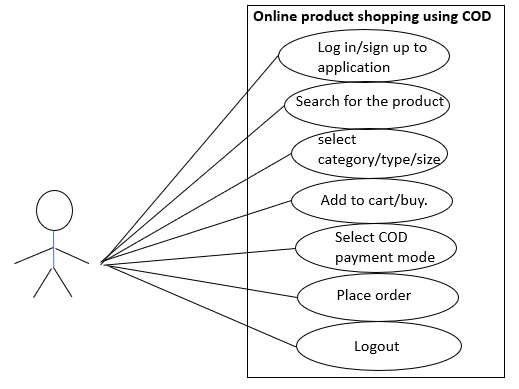 Online product shopping using COD
Log in/sign up to
application
Search for the product
select
category/type/size
Add to cart/buy.
Select COD
payment mode
Place order
Logout